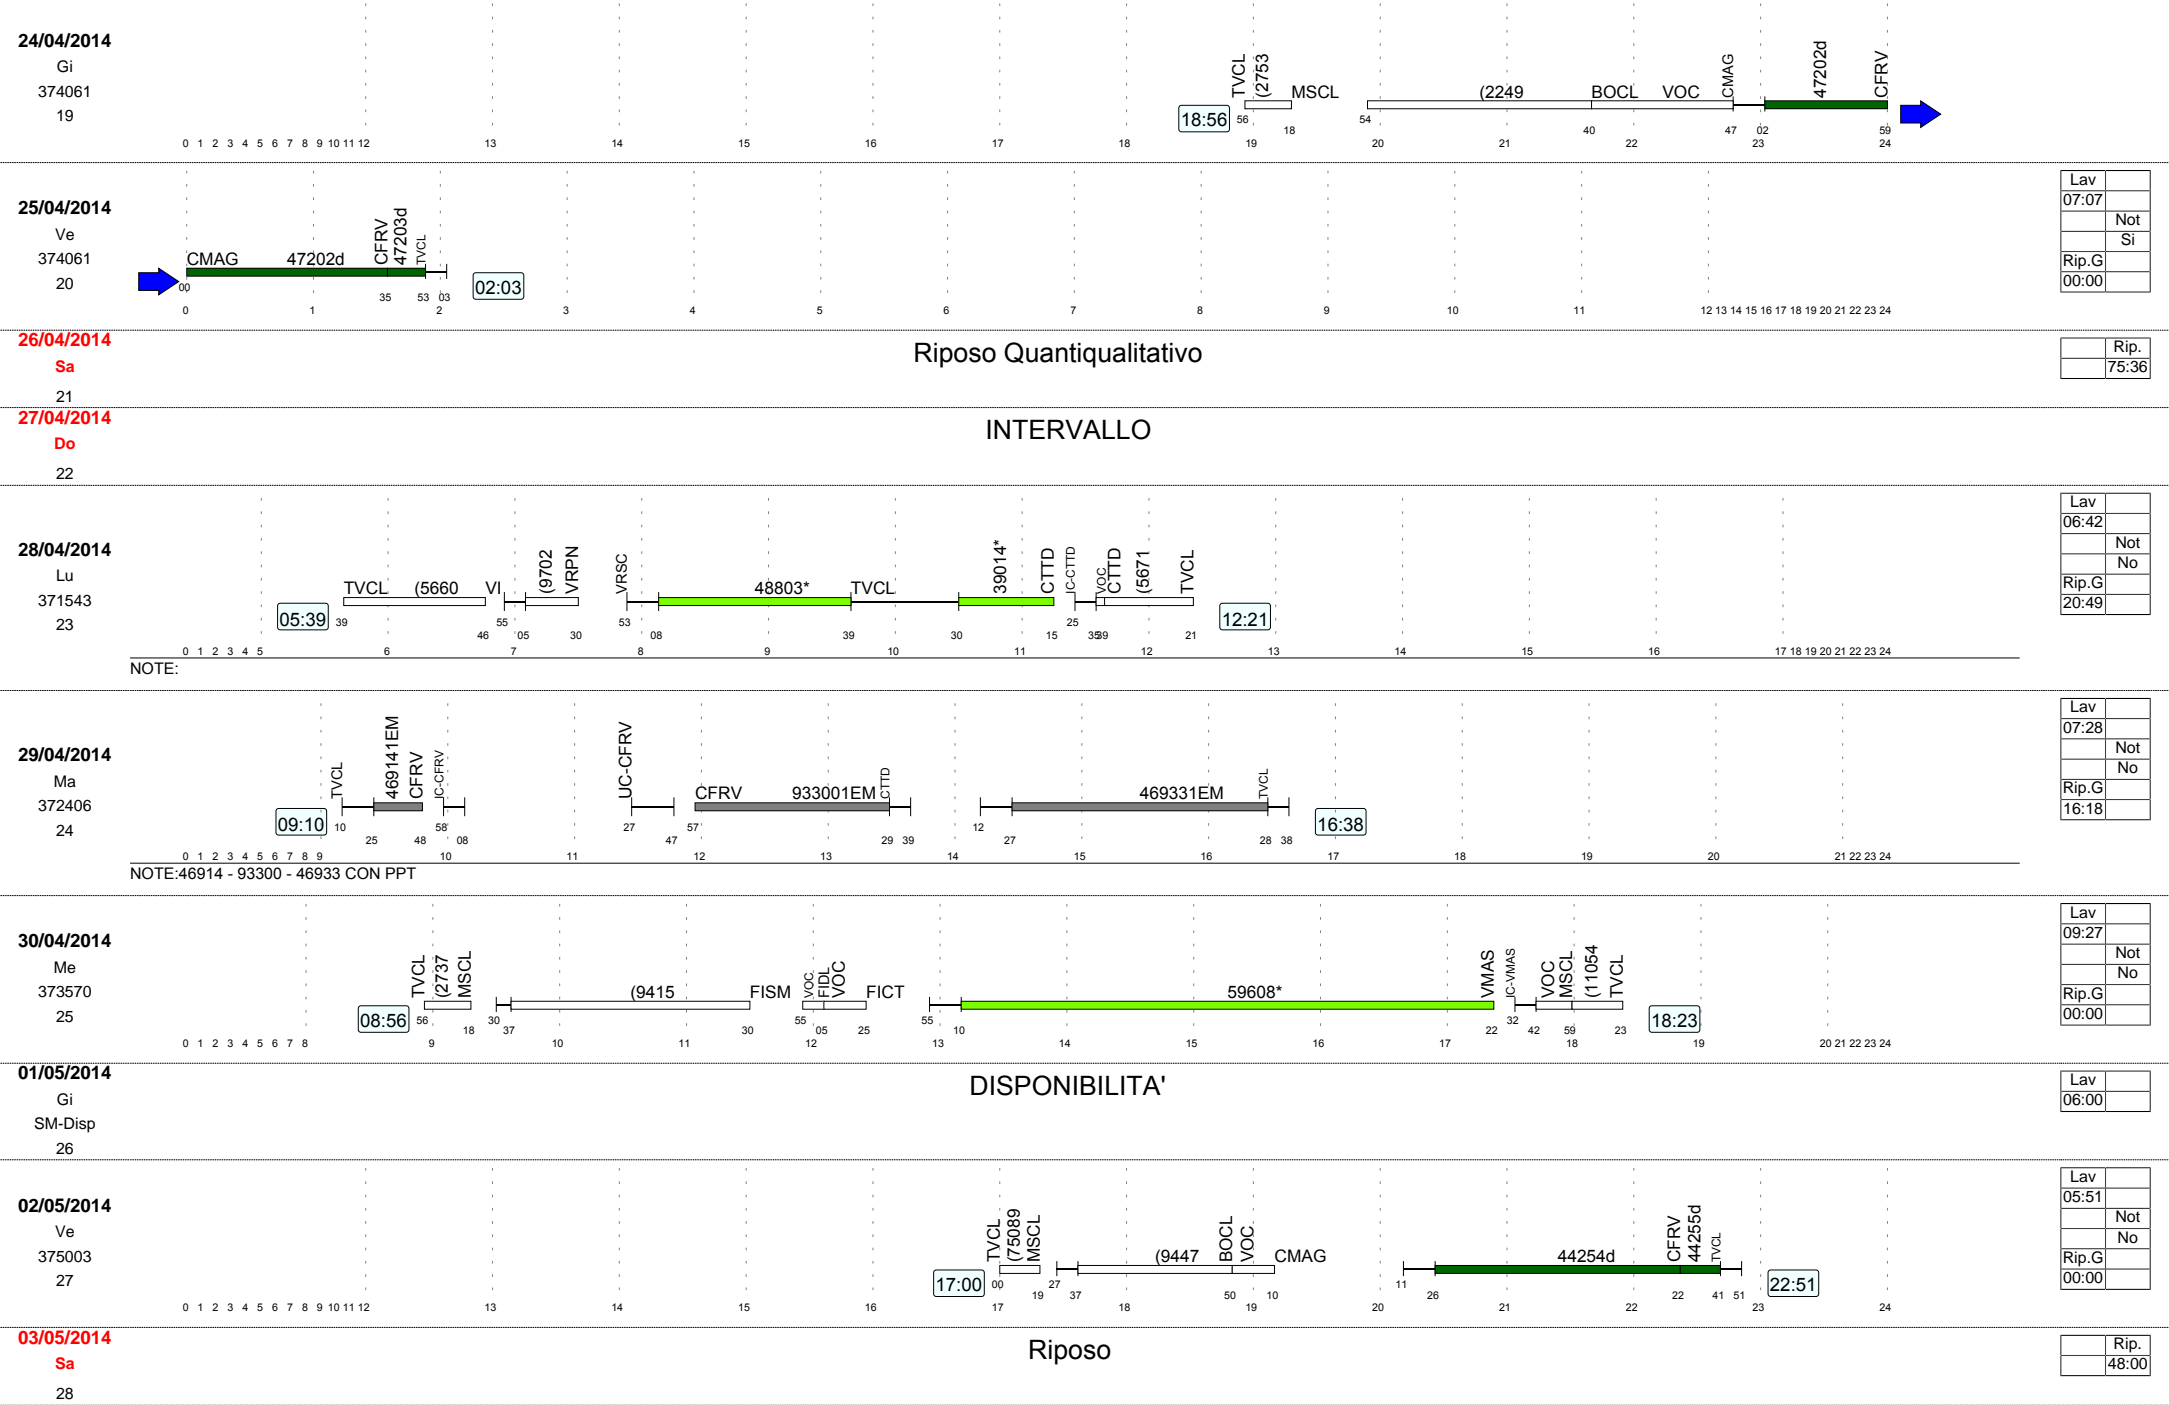 24/04/2014
Gi
374061
19
18:56
TVCL (2753 MSCL (2249 BOCL VOC CMAG 47202d CFRV
56 18 54 40 47 02 59
0 1 2 3 4 5 6 7 8 9 10 11 12 13 14 15 16 17 18 19 20 21 22 23 24
25/04/2014
Ve
374061
20
CMAG 47202d CFRV 47203d TVCL
00 35 53 03
02:03
0 1 2 3 4 5 6 7 8 9 10 11 12 13 14 15 16 17 18 19 20 21 22 23 24
Lav
07:07
Not
Si
Rip.G
00:00
26/04/2014
Sa
21
Riposo Quantiqualitativo
Rip.
75:36
27/04/2014
Do
22
INTERVALLO
28/04/2014
Lu
371543
23
05:39
TVCL (5660 VI (9702 VRPN VRSC 48803* TVCL 39014* CTTD IC-CTTD VOC CTTD (5671 TVCL
39 46 55 05 30 53 08 39 30 15 25 35 39 21
12:21
0 1 2 3 4 5 6 7 8 9 10 11 12 13 14 15 16 17 18 19 20 21 22 23 24
NOTE:
Lav
06:42
Not
No
Rip.G
20:49
29/04/2014
Ma
372406
24
09:10
TVCL 469141EM CFRV IC-CFRV UC-CFRV CFRV 933001EM CTTD 469331EM TVCL
10 25 48 58 08 27 47 57 29 39 12 27 28 38
16:38
0 1 2 3 4 5 6 7 8 9 10 11 12 13 14 15 16 17 18 19 20 21 22 23 24
NOTE:46914 - 93300 - 46933 CON PPT
Lav
07:28
Not
No
Rip.G
16:18
30/04/2014
Me
373570
25
08:56
TVCL (2737 MSCL (9415 FISM VOC FIDL VOC FICT 59608* VMAS IC-VMAS VOC MSCL (11054 TVCL
56 18 30 37 30 55 05 25 55 10 22 32 42 59 23
18:23
0 1 2 3 4 5 6 7 8 9 10 11 12 13 14 15 16 17 18 19 20 21 22 23 24
Lav
09:27
Not
No
Rip.G
00:00
01/05/2014
Gi
SM-Disp
26
DISPONIBILITA'
Lav
06:00
02/05/2014
Ve
375003
27
17:00
TVCL (75089 MSCL (9447 BOCL VOC CMAG 44254d CFRV 44255d TVCL
00 19 27 37 50 10 11 26 22 41 51
22:51
0 1 2 3 4 5 6 7 8 9 10 11 12 13 14 15 16 17 18 19 20 21 22 23 24
Lav
05:51
Not
No
Rip.G
00:00
03/05/2014
Sa
28
Riposo
Rip.
48:00